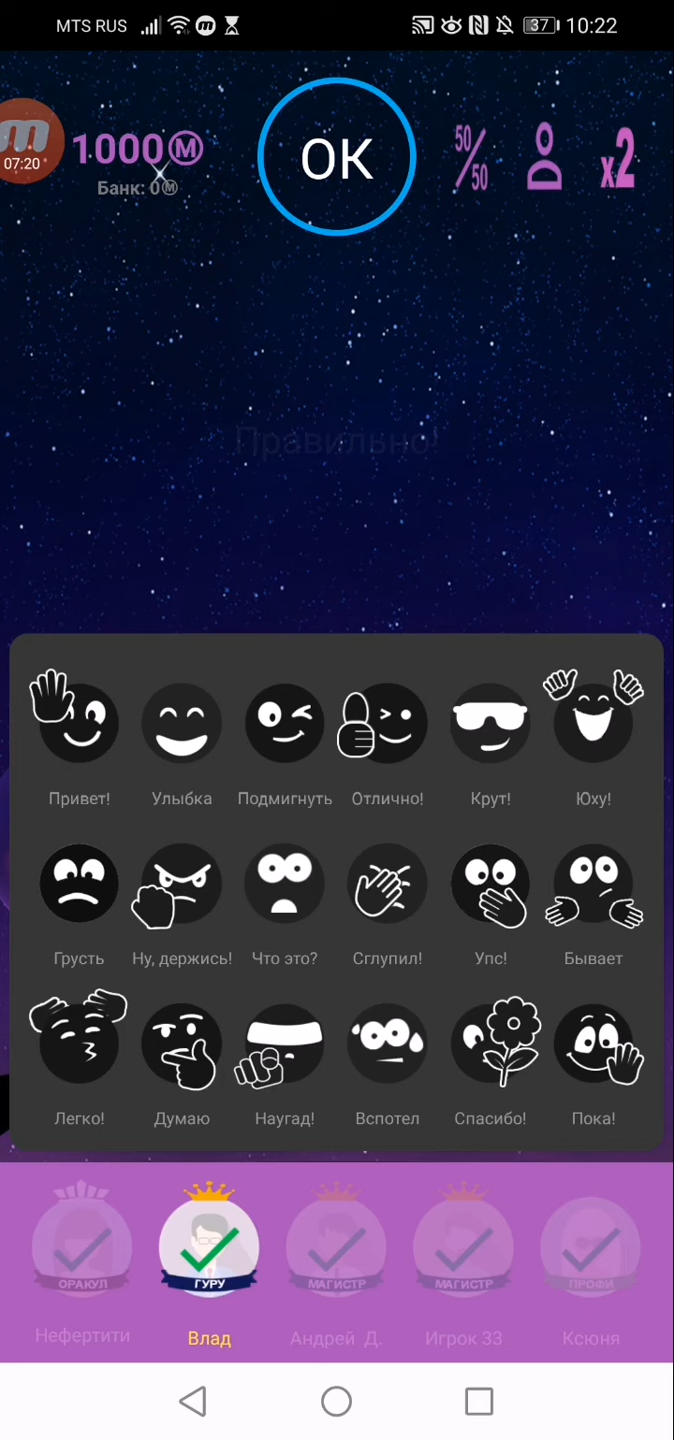 MTS RUS 37 10:22
07:20
1000 M
Банк: 0 M
OK
50/50
x2
Правильно!
Привет! Улыбка Подмигнуть Отлично! Крут! Юху!
Грусть Ну, держись! Что это? Сглупил! Упс! Бывает
Легко! Думаю Наугад! Вспотел Спасибо! Пока!
ОРАКУЛ ГУРУ МАГИСТР МАГИСТР ПРОФИ
Нефертити Влад Андрей Д. Игрок 33 Ксюня